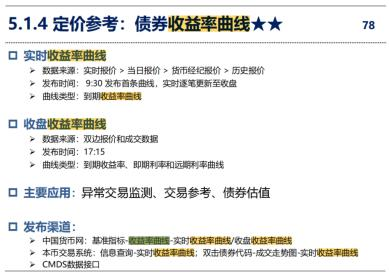 5.1.4 定价参考：债券收益率曲线★★
78
实时收益率曲线
数据来源：实时报价 > 当日报价 > 货币经纪报价 > 历史报价
发布时间： 9:30 发布首条曲线，实时逐笔更新至收盘
曲线类型：到期收益率曲线
收盘收益率曲线
数据来源：双边报价和成交数据
发布时间：17:15
曲线类型：到期收益率、即期利率和远期利率曲线
主要应用：异常交易监测、交易参考、债券估值
发布渠道：
中国货币网：基准指标-收益率曲线-实时收益率曲线/收盘收益率曲线
本币交易系统：信息查询-实时收益率曲线；双击债券代码-成交走势图-实时收益率曲线
CMDS数据接口